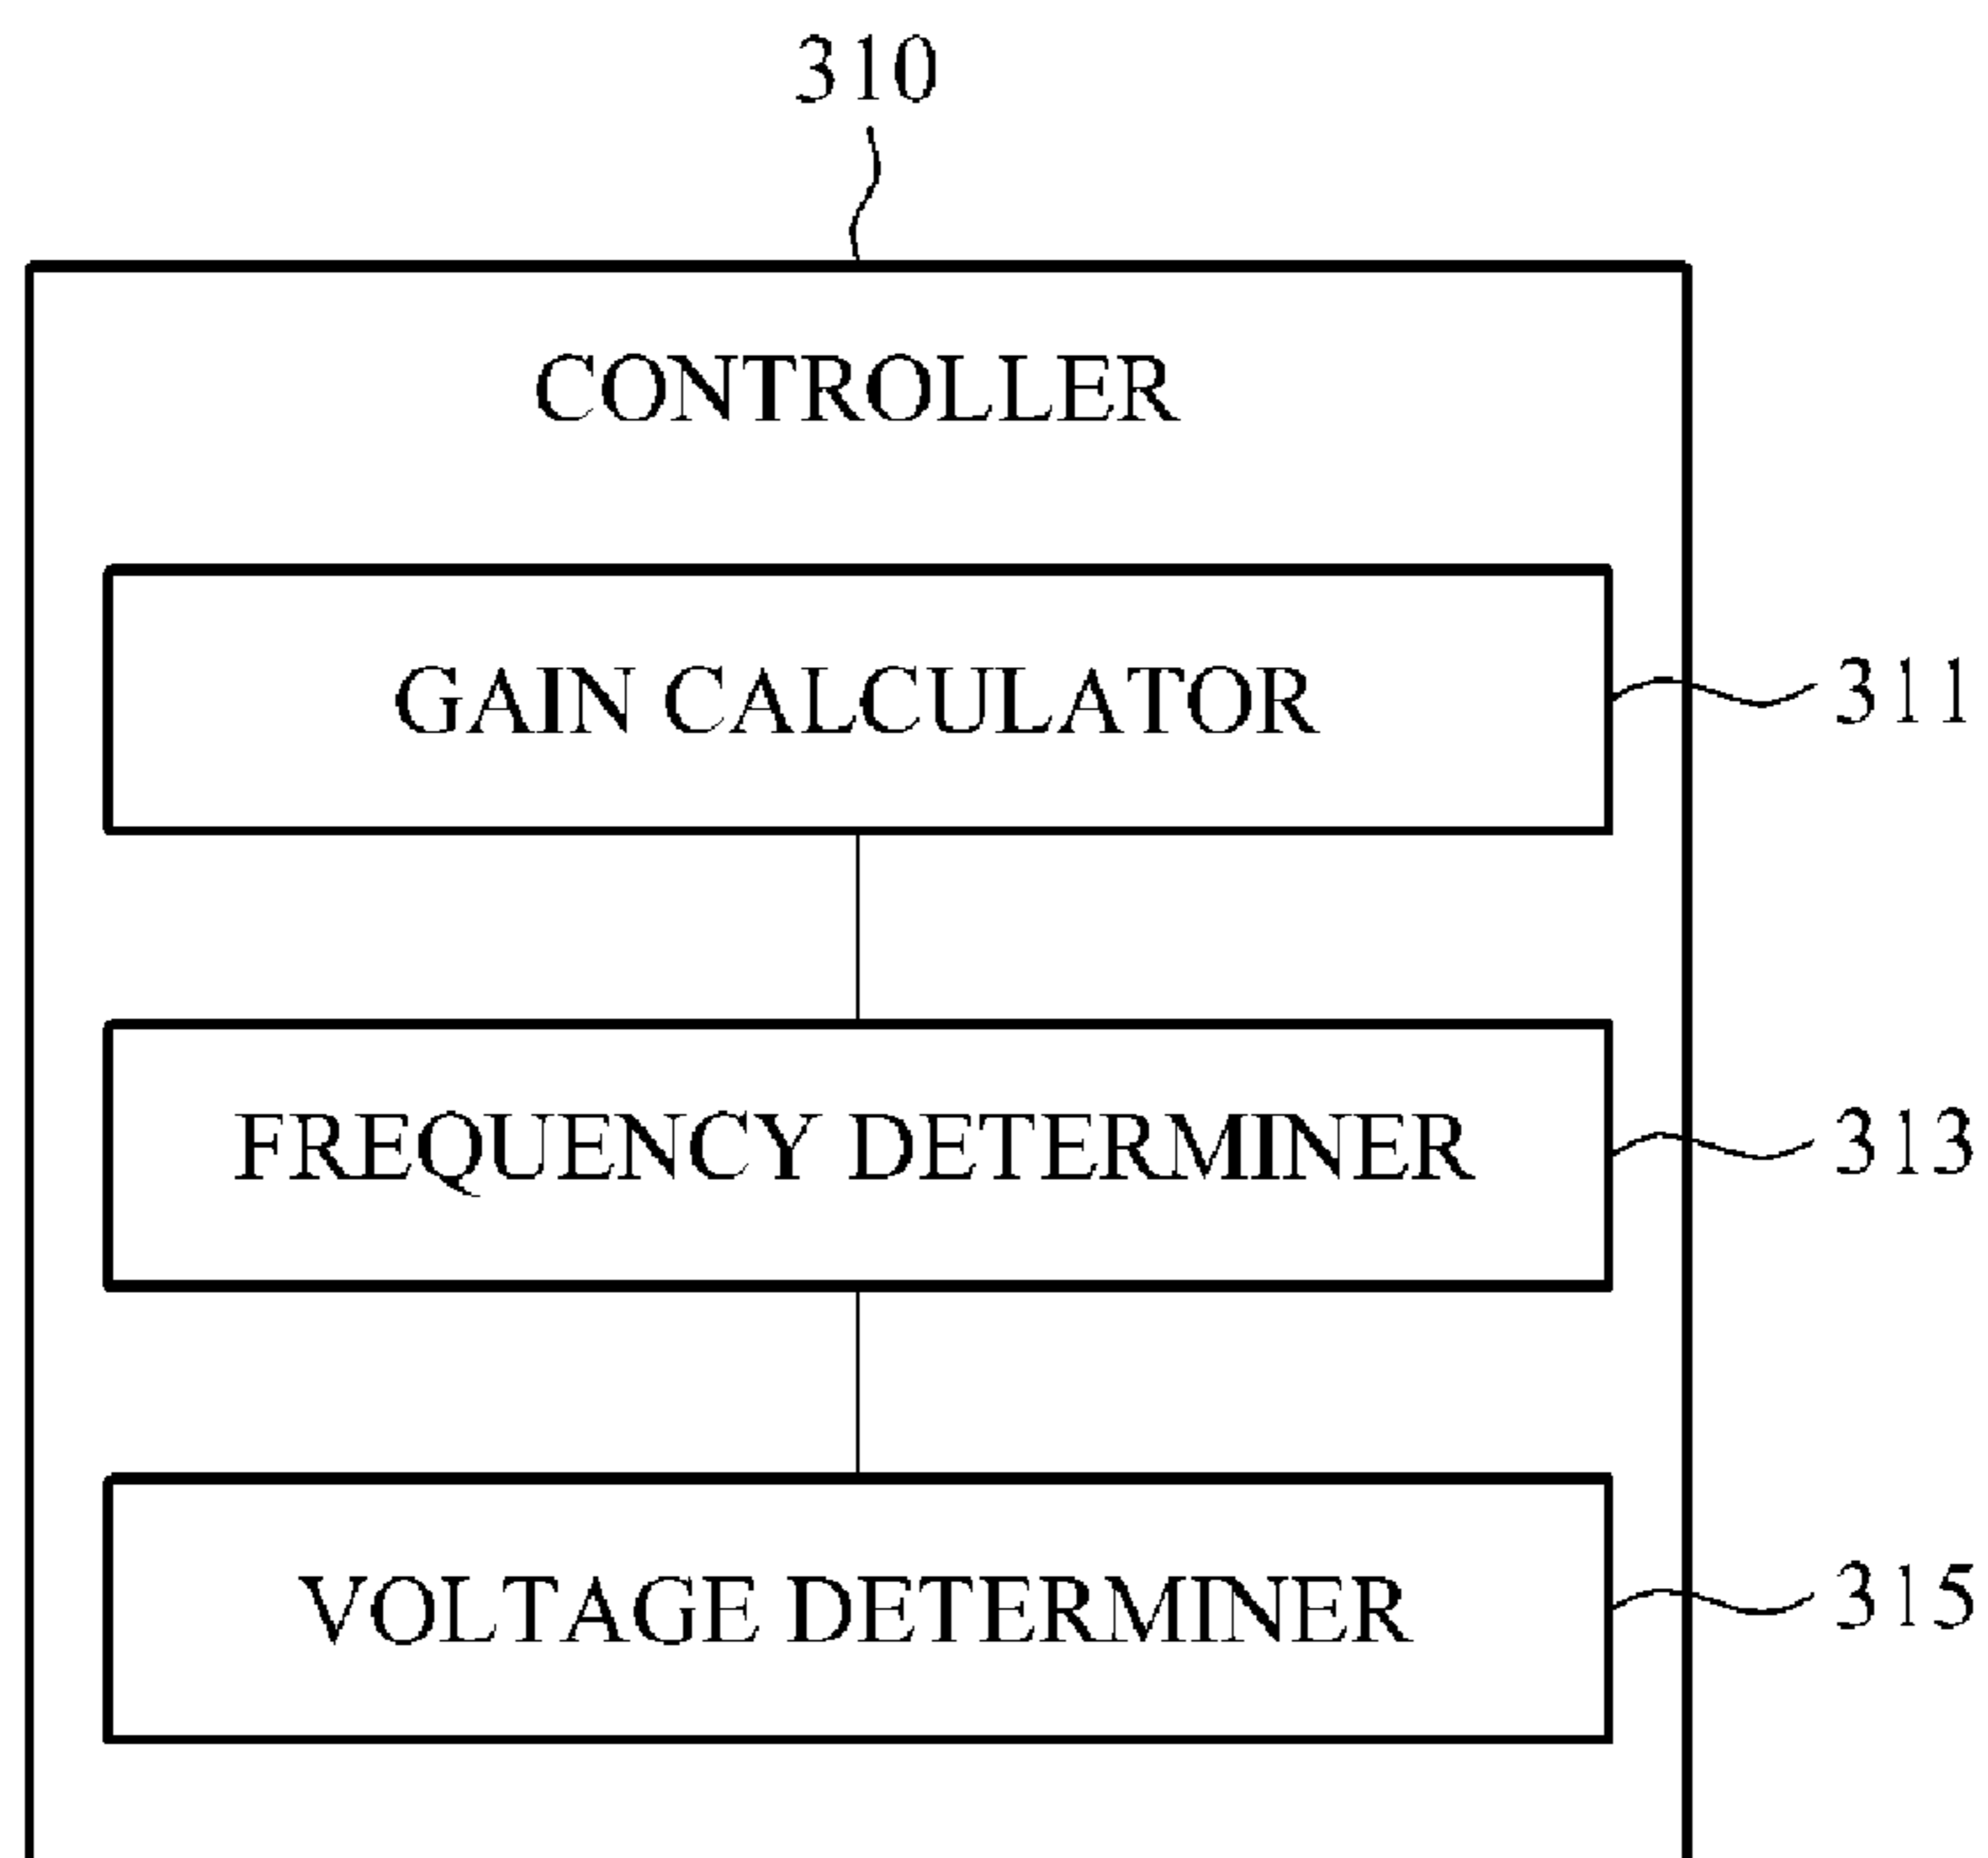 310
CONTROLLER
GAIN CALCULATOR
311
FREQUENCY DETERMINER
313
VOLTAGE DETERMINER
315